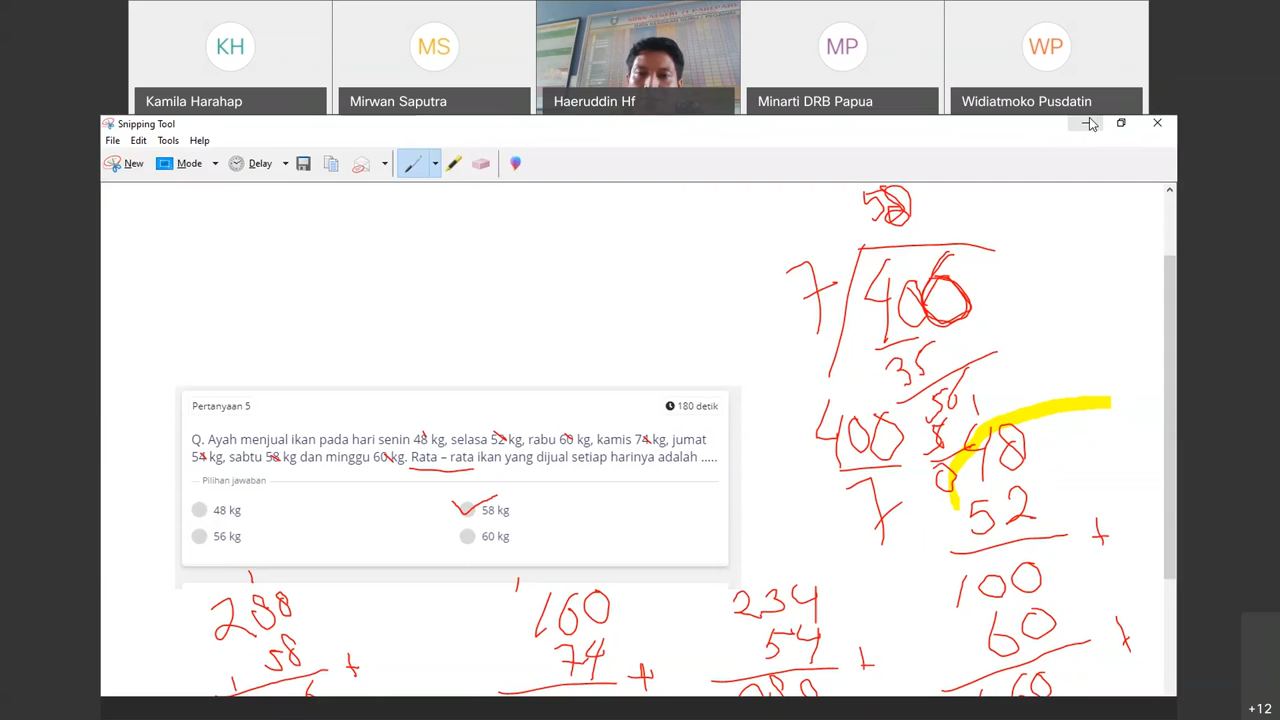 KH
MS
MP
WP
Kamila Harahap
Mirwan Saputra
Haeruddin Hf
Minarti DRB Papua
Widiatmoko Pusdatin
Snipping Tool
File Edit Tools Help
New Mode Delay
58
7 406
35
56
400
7
48
52 +
100
60 +
160
Pertanyaan 5
180 detik
Q. Ayah menjual ikan pada hari senin 48 kg, selasa 52 kg, rabu 60 kg, kamis 74 kg, jumat
54 kg, sabtu 58 kg dan minggu 60 kg. Rata – rata ikan yang dijual setiap harinya adalah .....
Pilihan jawaban
48 kg
58 kg
56 kg
60 kg
1
288
58 +
1
160
74 +
234
54 +
+12